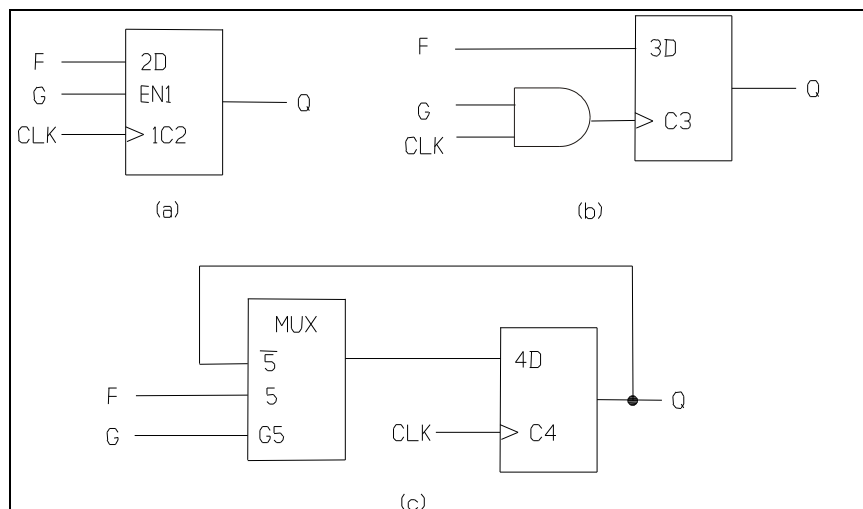 F
2D
G
EN1
Q
CLK
1C2
(a)
F
3D
G
Q
CLK
C3
(b)
MUX
5̅
4D
F
5
Q
G
G5
CLK
C4
(c)